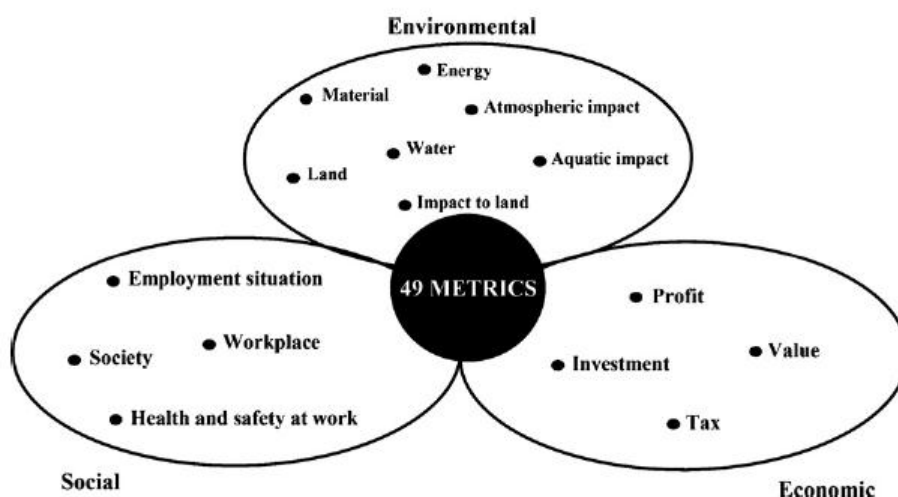 Environmental
Energy
Material
Atmospheric impact
Water
Aquatic impact
Land
Impact to land
49 METRICS
Employment situation
Workplace
Society
Health and safety at work
Social
Profit
Value
Investment
Tax
Economic